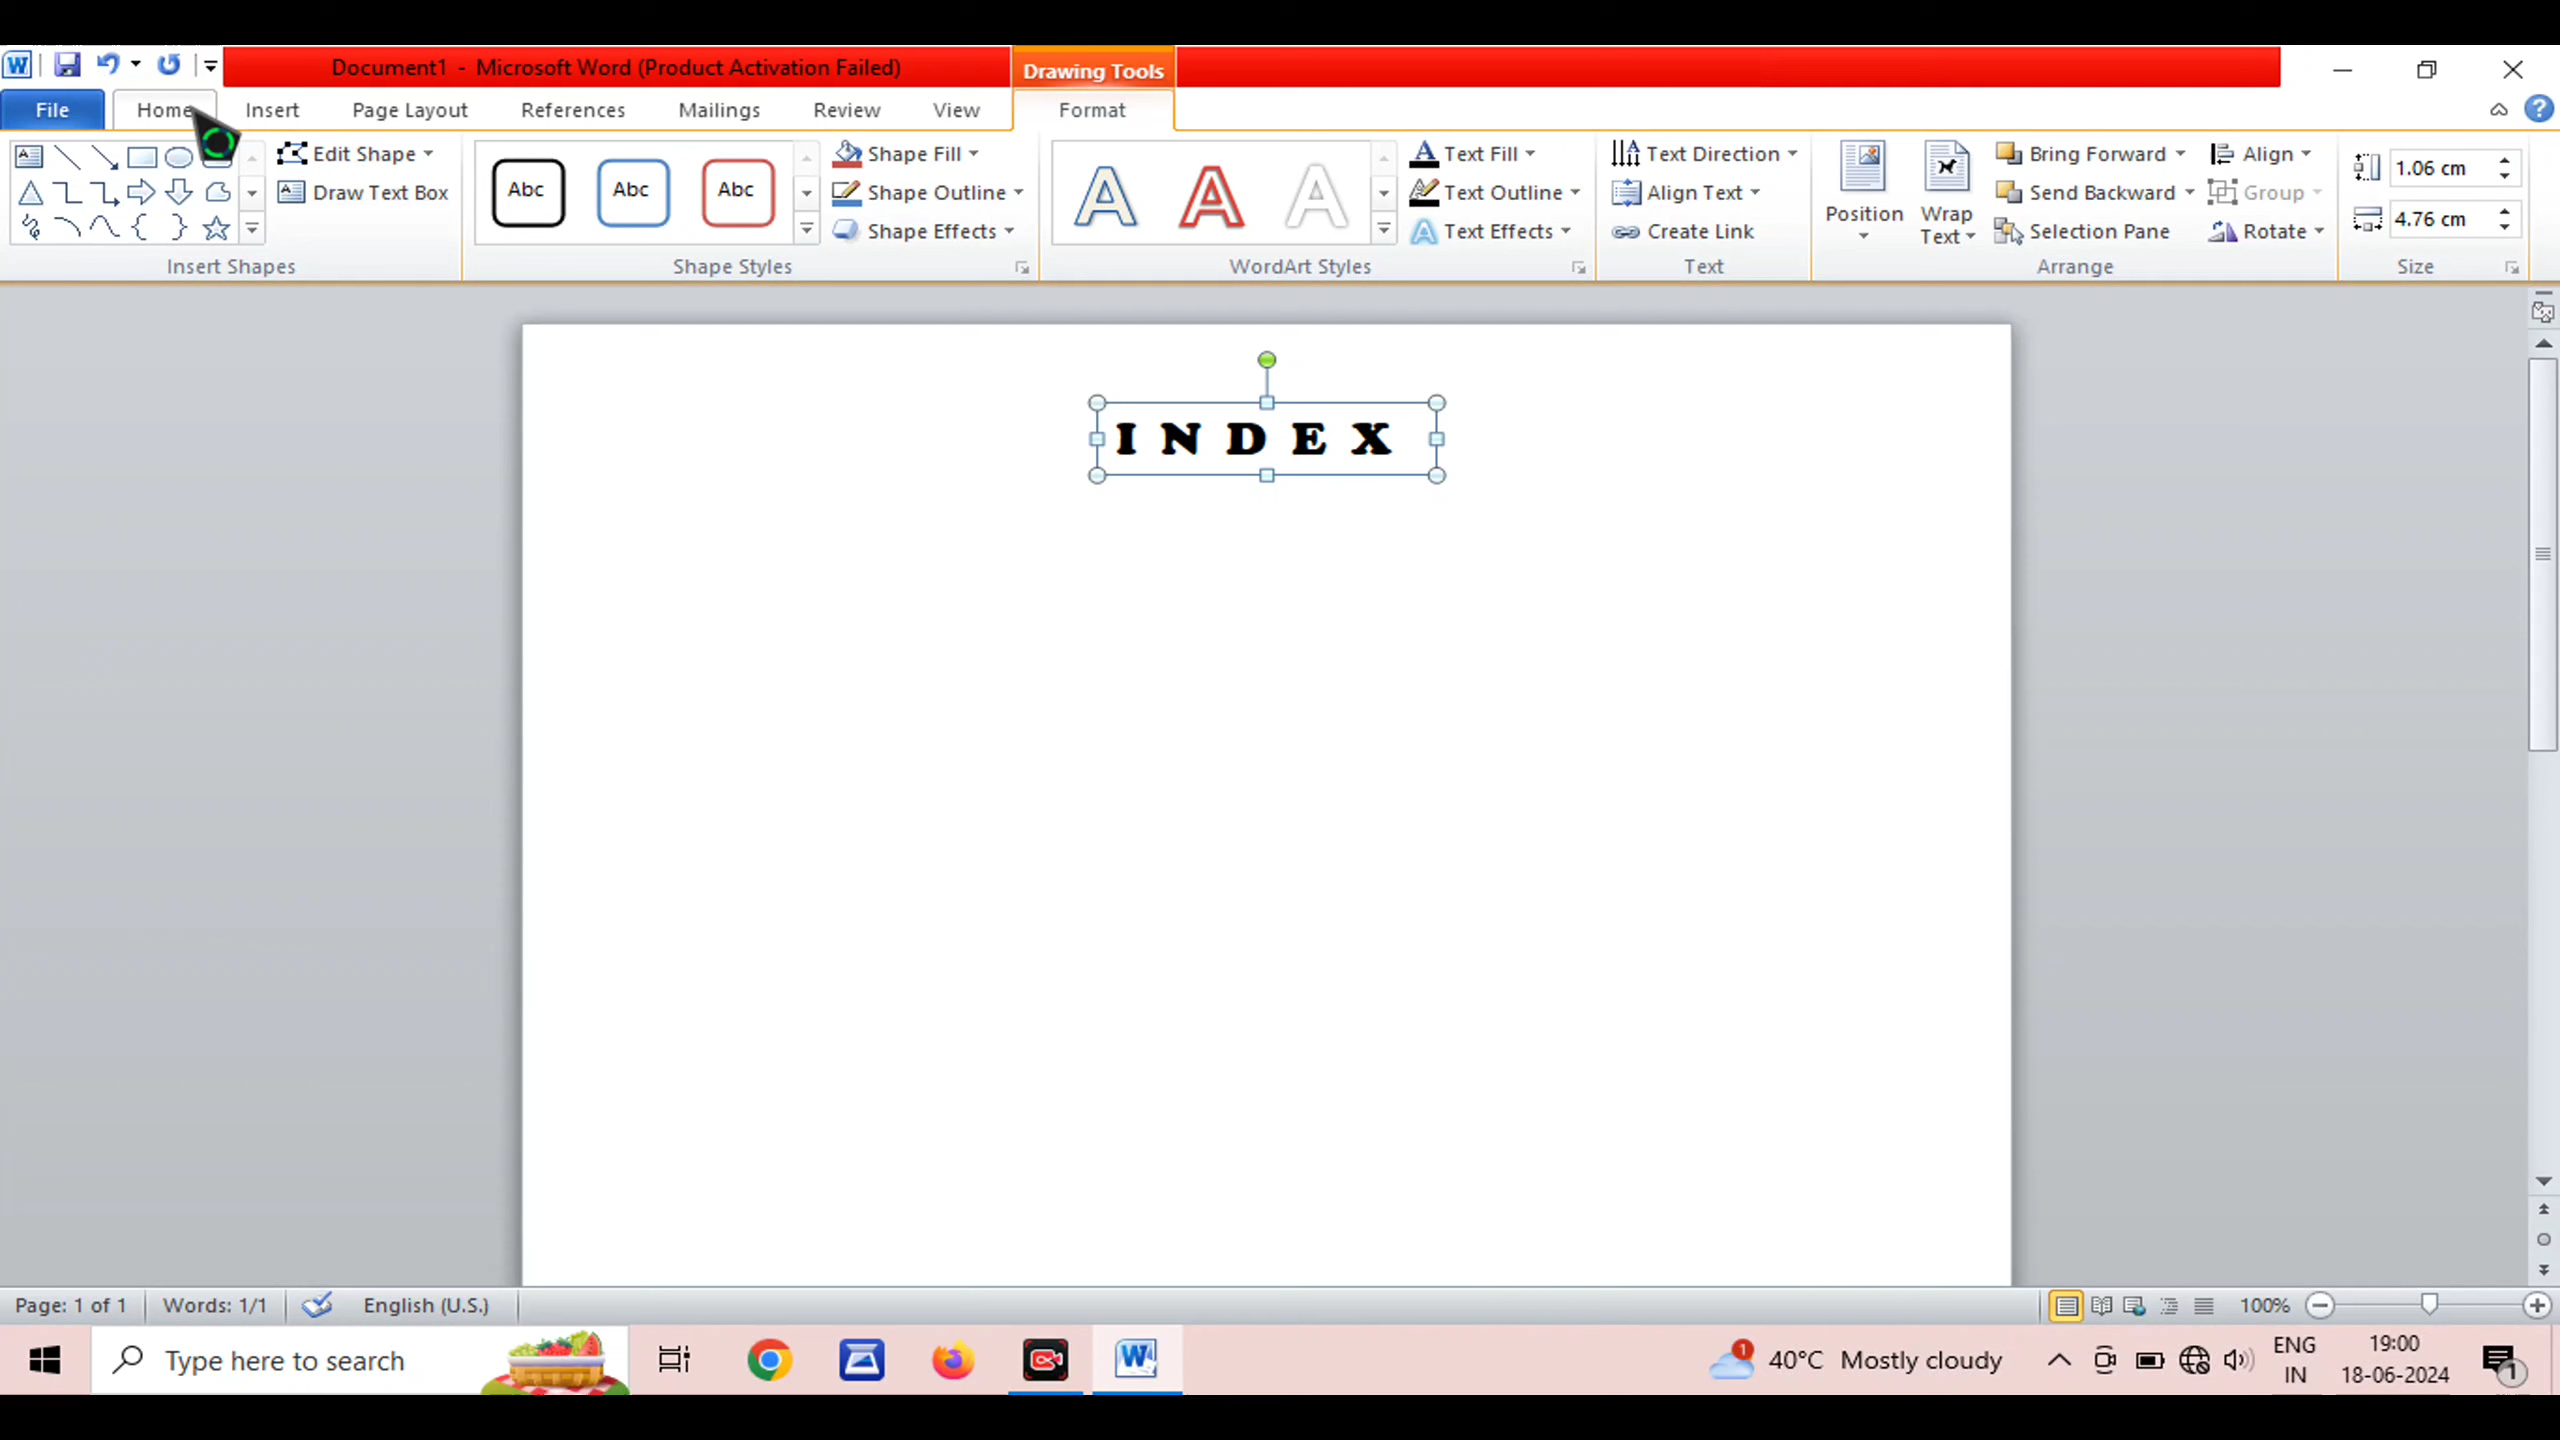 W Document1 - Microsoft Word (Product Activation Failed) Drawing Tools
File Home Insert Page Layout References Mailings Review View Format
Edit Shape Abc Abc Abc Shape Fill A A A Text Fill Text Direction Bring Forward Align 1.06 cm
Draw Text Box Shape Outline Text Outline Align Text Position Wrap Text Send Backward Group 4.76 cm
Shape Effects Text Effects Create Link Selection Pane Rotate
Insert Shapes Shape Styles WordArt Styles Text Arrange Size
INDEX
Page: 1 of 1 Words: 1/1 English (U.S.) 100%
Type here to search W 1 40°C Mostly cloudy ENG 19:00
IN 18-06-2024 1